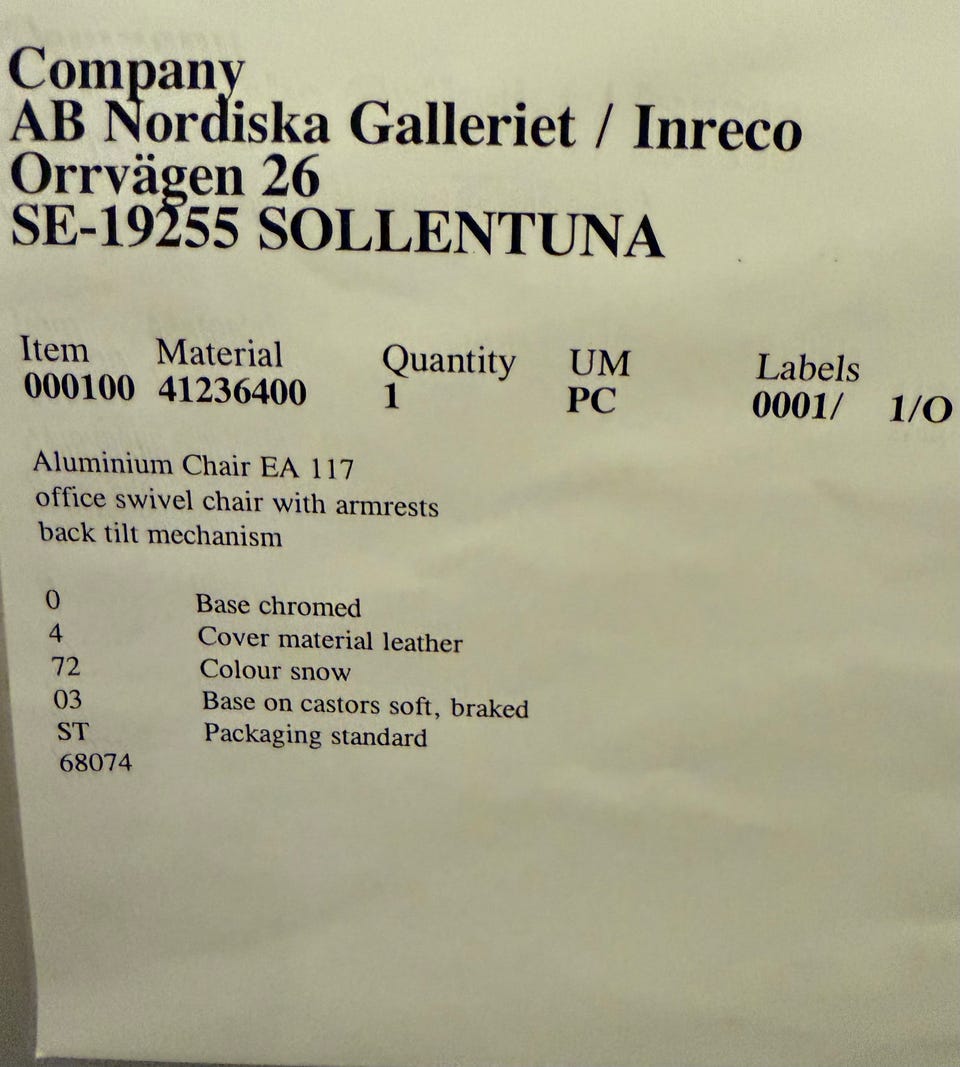 Company
AB Nordiska Galleriet / Inreco
Orrvägen 26
SE-19255 SOLLENTUNA
Item Material Quantity UM Labels
000100 41236400 1 PC 0001/ 1/O
Aluminium Chair EA 117
office swivel chair with armrests
back tilt mechanism
0 Base chromed
4 Cover material leather
72 Colour snow
03 Base on castors soft, braked
ST Packaging standard
68074